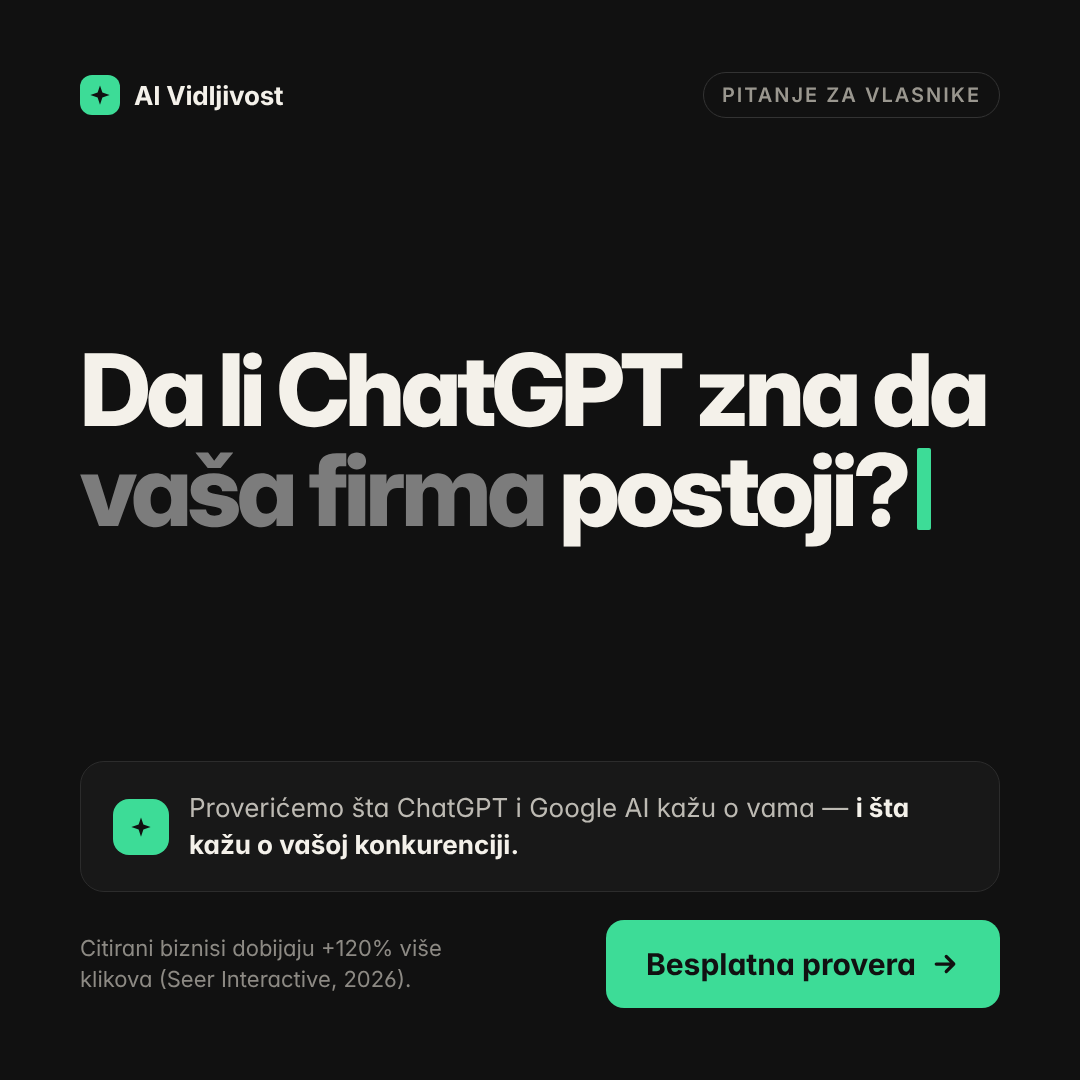 AI Vidljivost
PITANJE ZA VLASNIKE
Da li ChatGPT zna da
vaša firma postoji?
Proverićemo šta ChatGPT i Google AI kažu o vama — i šta
kažu o vašoj konkurenciji.
Citirani biznisi dobijaju +120% više
klikova (Seer Interactive, 2026).
Besplatna provera →